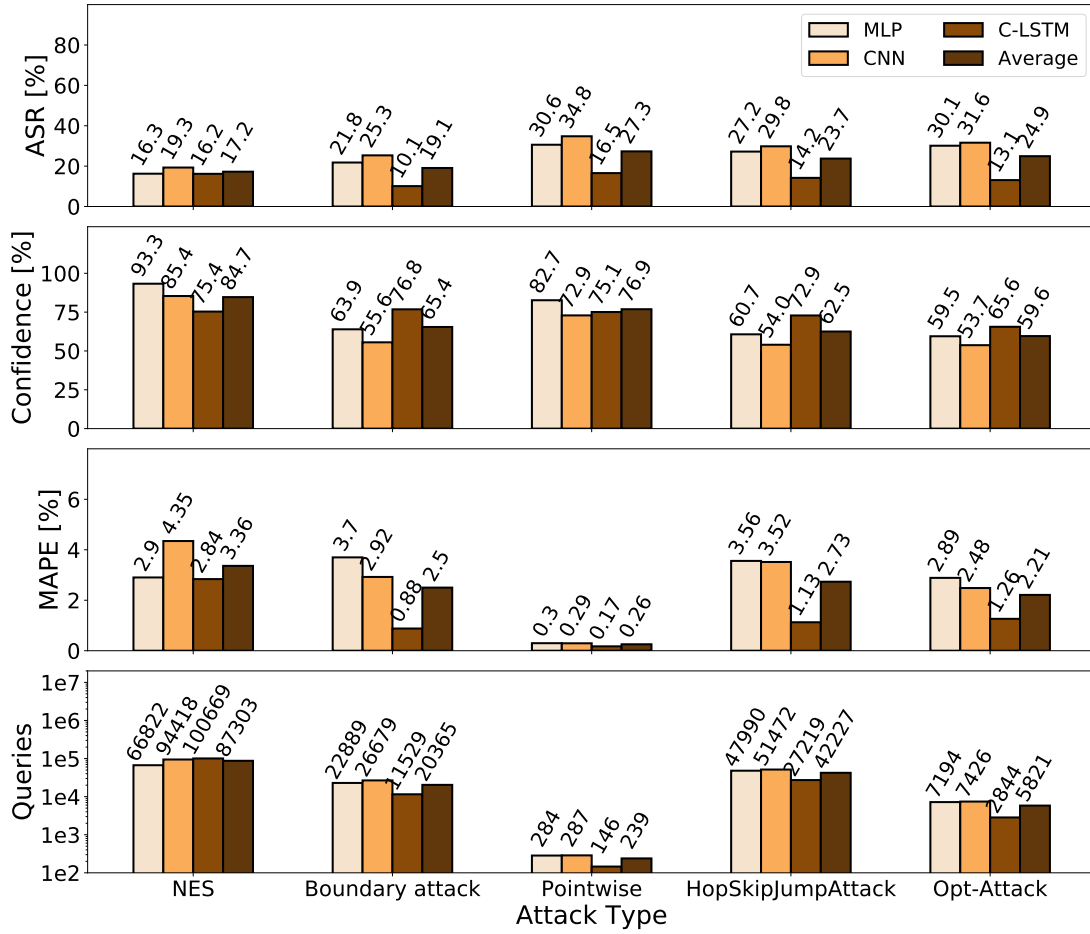 MLP
CNN
C-LSTM
Average
ASR [%]
80
60
40
20
0
16.3 19.3 16.2 17.2
21.8 25.3 10.1 19.1
30.6 34.8 16.5 27.3
27.2 29.8 14.2 23.7
30.1 31.6 13.1 24.9
Confidence [%]
100
75
50
25
0
93.3 85.4 75.4 84.7
63.9 55.6 76.8 65.4
82.7 72.9 75.1 76.9
60.7 54.0 72.9 62.5
59.5 53.7 65.6 59.6
MAPE [%]
6
4
2
0
2.9 4.35 2.84 3.36
3.7 2.92 0.88 2.5
0.3 0.29 0.17 0.26
3.56 3.52 1.13 2.73
2.89 2.48 1.26 2.21
Queries
1e7
1e6
1e5
1e4
1e3
1e2
66822 94418 100669 87303
22889 26679 11529 20365
284 287 146 239
47990 51472 27219 42227
7194 7426 2844 5821
NES Boundary attack Pointwise HopSkipJumpAttack Opt-Attack
Attack Type